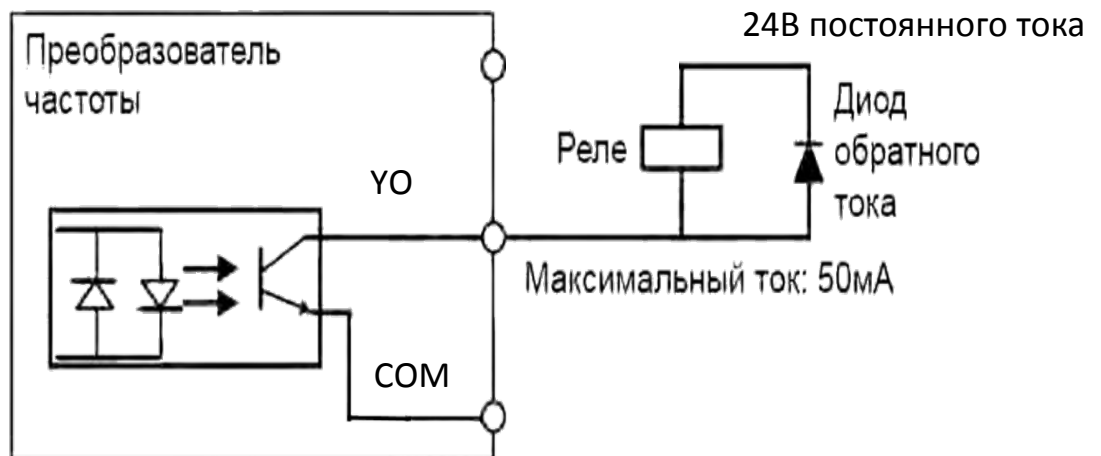 24В постоянного тока
Преобразователь
частоты
Диод
обратного
тока
Реле
YO
Максимальный ток: 50мА
COM